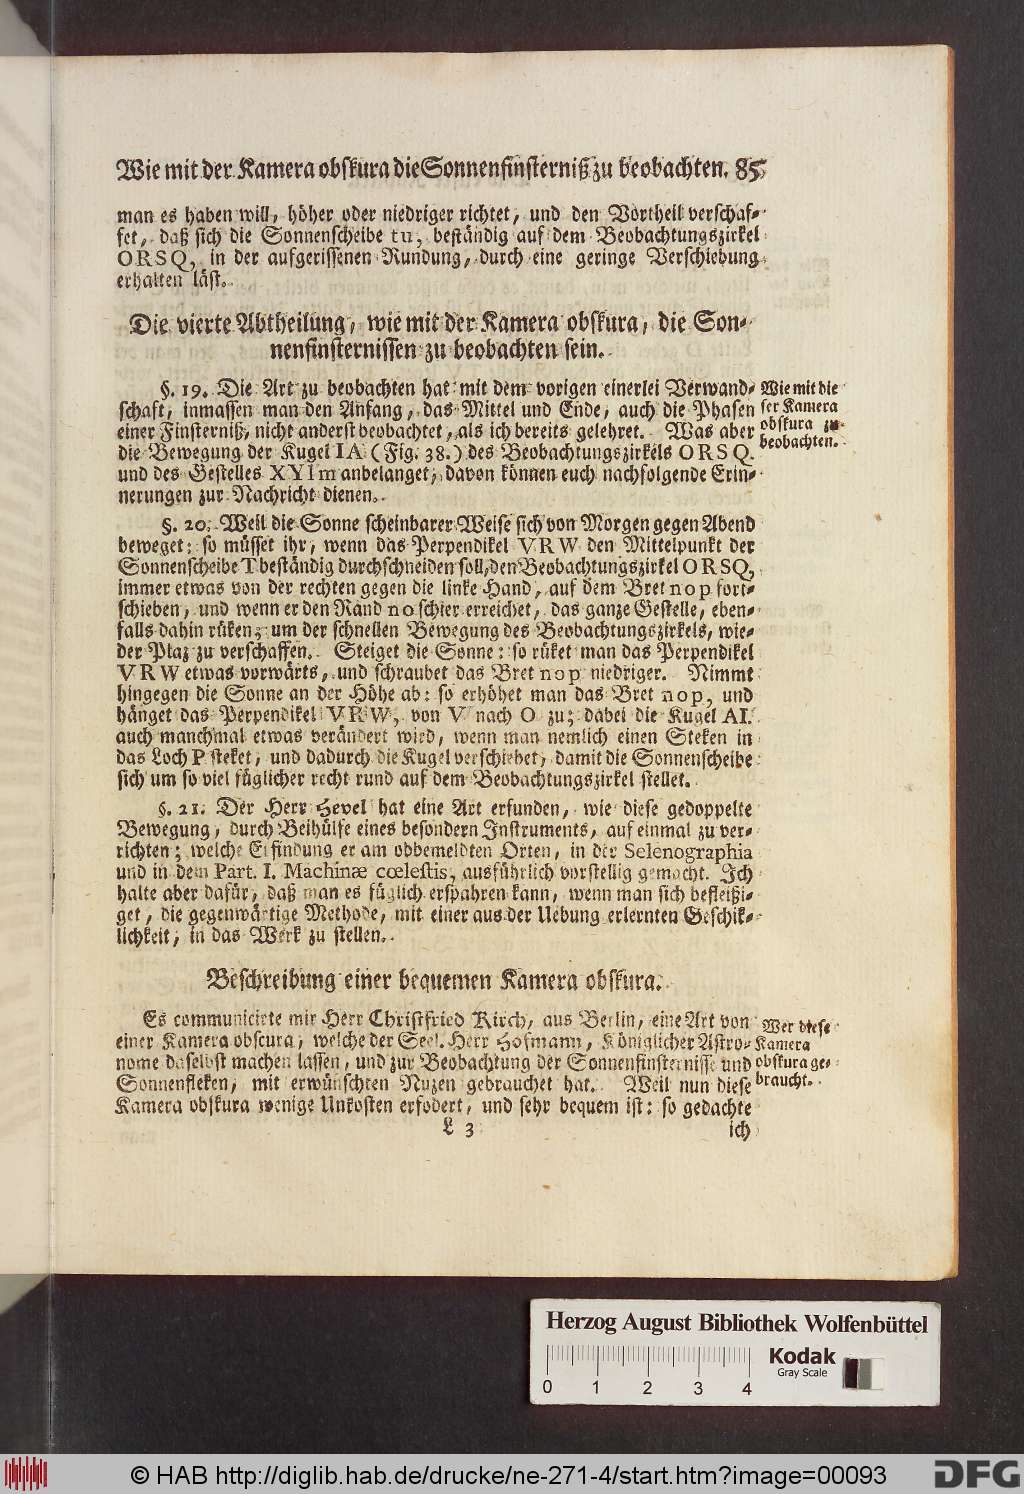 Wie mit der Kamera obskura die Sonnenfinsterniß zu beobachten. 85
man es haben will, höher oder niedriger richtet, und den Vortheil verschaf-
fet, daß sich die Sonnenscheibe tu, beständig auf dem Beobachtungszirkel
ORSQ, in der aufgerissenen Rundung, durch eine geringe Verschiebung
erhalten läst.
Die vierte Abtheilung, wie mit der Kamera obskura, die Son-
nenfinsternissen zu beobachten sein.
§. 19. Die Art zu beobachten hat mit dem vorigen einerlei Verwand-
schaft, inmassen man den Anfang, das Mittel und Ende, auch die Phasen
einer Finsterniß, nicht anderst beobachtet, als ich bereits gelehret. Was aber
die Bewegung der Kugel IA (Fig. 38.) des Beobachtungszirkels ORSQ.
und des Gestelles XYlm anbelanget, davon können euch nachfolgende Erin-
nerungen zur Nachricht dienen.
Wie mit die
ser Kamera
obskura zu
beobachten.
§. 20. Weil die Sonne scheinbarer Weise sich von Morgen gegen Abend
beweget: so müsset ihr, wenn das Perpendikel VRW den Mittelpunkt der
Sonnenscheibe T beständig durchschneiden soll, den Beobachtungszirkel ORSQ,
immer etwas von der rechten gegen die linke Hand, auf dem Bret nop fort-
schieben, und wenn er den Rand no schier erreichet, das ganze Gestelle, eben-
falls dahin rüken, um der schnellen Bewegung des Beobachtungszirkels, wie-
der Plaz zu verschaffen. Steiget die Sonne: so rüket man das Perpendikel
VRW etwas vorwärts, und schraubet das Bret nop niedriger. Nimmt
hingegen die Sonne an der Höhe ab: so erhöhet man das Bret nop, und
hänget das Perpendikel VRW, von V nach O zu; dabei die Kugel AI.
auch manchmal etwas verändert wird, wenn man nemlich einen Steken in
das Loch P steket, und dadurch die Kugel verschiebet, damit die Sonnenscheibe
sich um so viel füglicher recht rund auf dem Beobachtungszirkel stellet.
§. 21. Der Herr Hevel hat eine Art erfunden, wie diese gedoppelte
Bewegung, durch Beihülfe eines besondern Instruments, auf einmal zu ver-
richten; welche Erfindung er am obbemeldten Orten, in der Selenographia
und in dem Part. I. Machinæ cœlestis, ausführlich vorstellig gemacht. Ich
halte aber dafür, daß man es füglich erspahren kann, wenn man sich befleißi-
get, die gegenwärtige Methode, mit einer aus der Uebung erlernten Geschik-
lichkeit, in das Werk zu stellen.
Beschreibung einer bequemen Kamera obskura.
Es communicirte mir Herr Christfried Kirch, aus Berlin, eine Art von
einer Kamera obscura, welche der Seel. Herr Hofmann, Königlicher Astro-
nome daselbst machen lassen, und zur Beobachtung der Sonnenfinsternisse und
Sonnenfleken, mit erwünschten Nuzen gebrauchet hat. Weil nun diese
Kamera obskura wenige Unkosten erfodert, und sehr bequem ist: so gedachte
Wer diese
Kamera
obskura ge-
braucht.
L 3
ich
Herzog August Bibliothek Wolfenbüttel
0 1 2 3 4
Kodak
Gray Scale
© HAB http://diglib.hab.de/drucke/ne-271-4/start.htm?image=00093
DFG